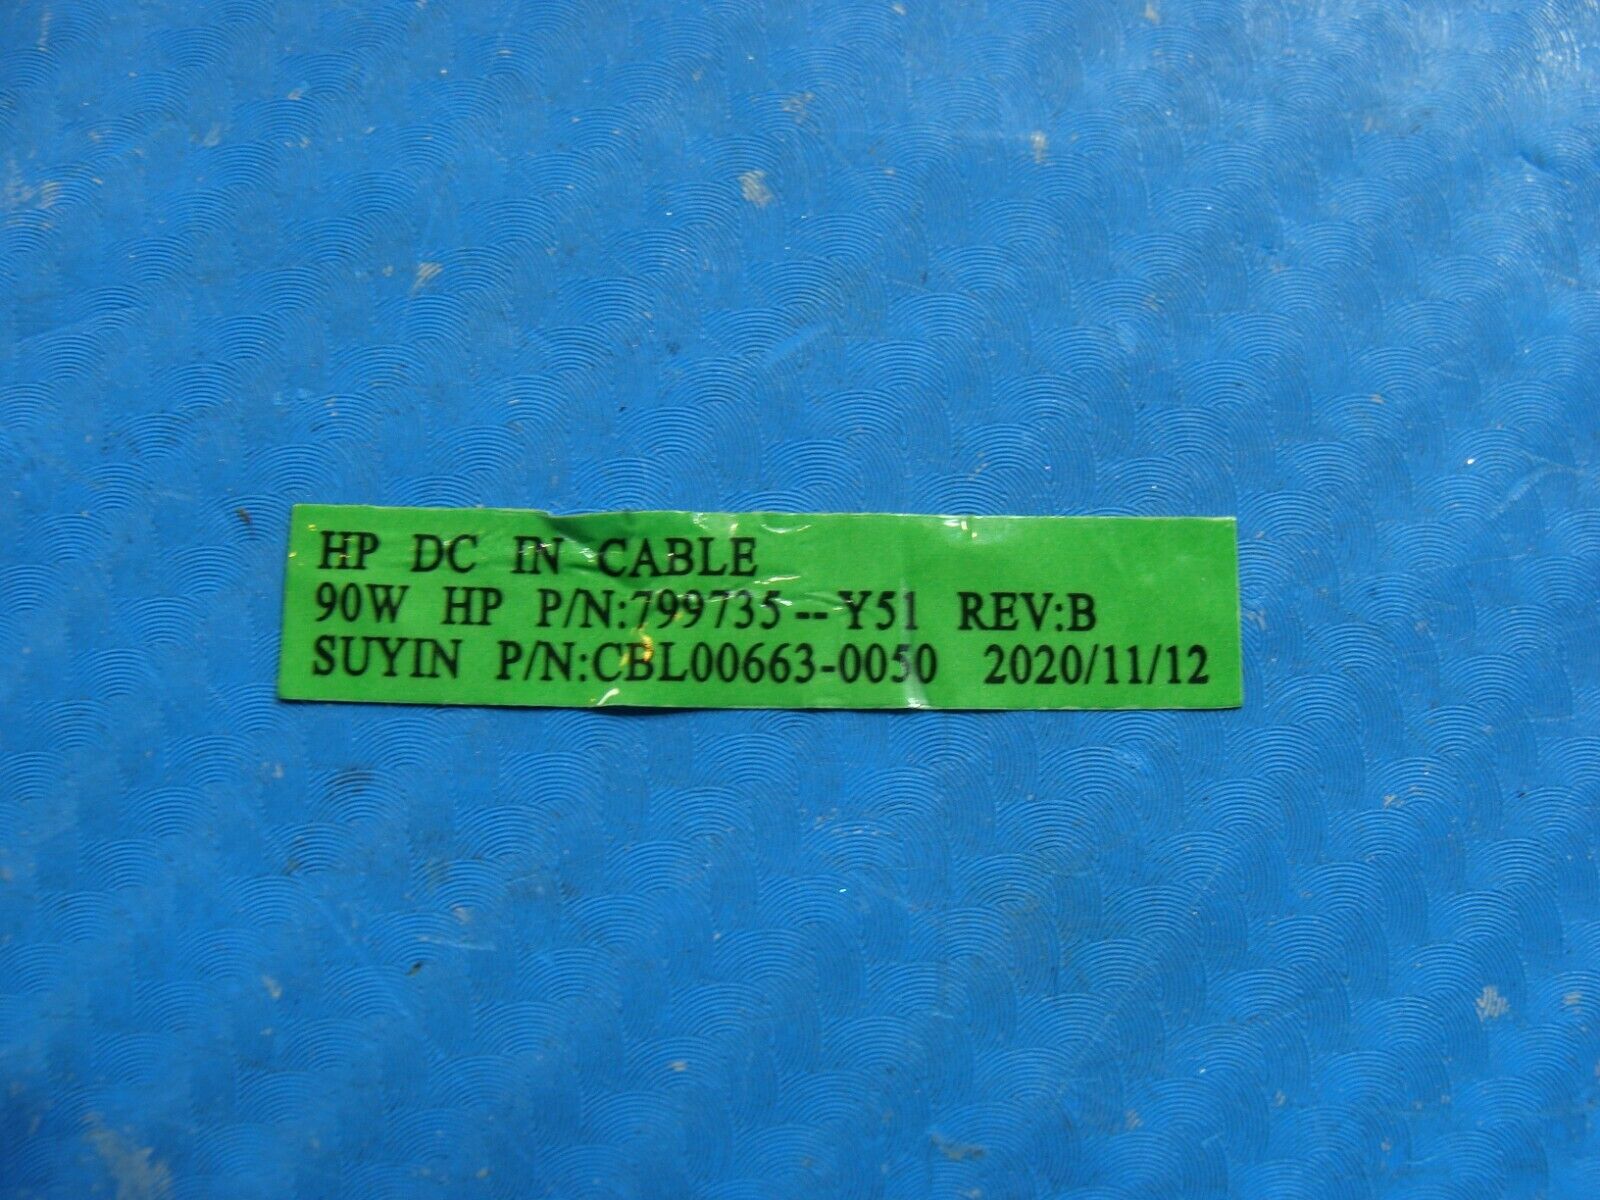 HP DC IN CABLE
90W HP P/N:799735--Y51 REV:B
SUYIN P/N:CBL00663-0050 2020/11/12